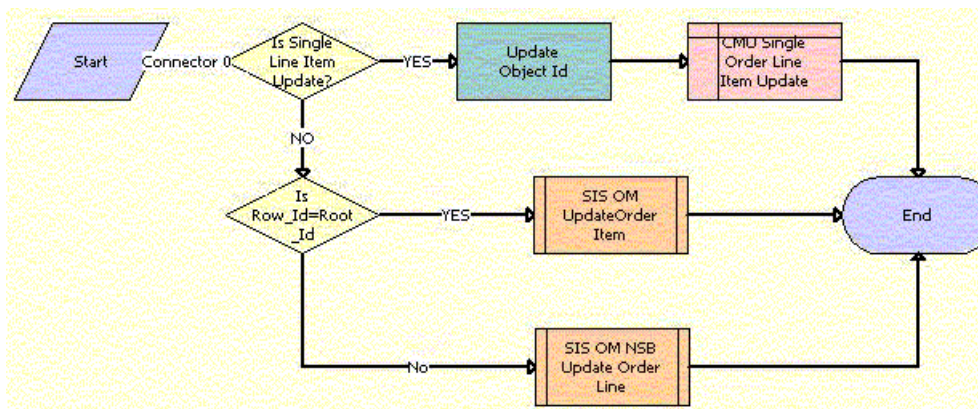 Start
Connector 0
Is Single
Line Item
Update?
YES
Update
Object Id
CMU Single
Order Line
Item Update
NO
Is
Row_Id=Root
_Id
YES
SIS OM
UpdateOrder
Item
End
No
SIS OM NSB
Update Order
Line